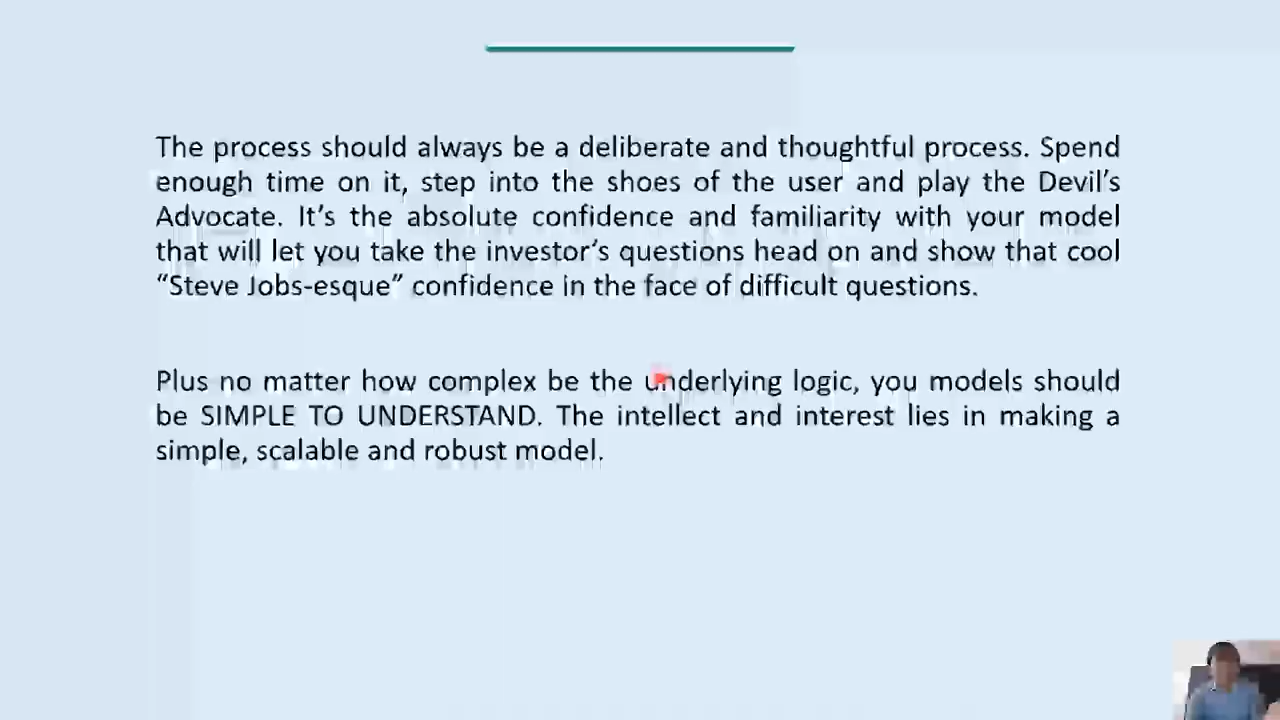 The process should always be a deliberate and thoughtful process. Spend
enough time on it, step into the shoes of the user and play the Devil’s
Advocate. It’s the absolute confidence and familiarity with your model
that will let you take the investor’s questions head on and show that cool
“Steve Jobs-esque” confidence in the face of difficult questions.
Plus no matter how complex be the underlying logic, you models should
be SIMPLE TO UNDERSTAND. The intellect and interest lies in making a
simple, scalable and robust model.